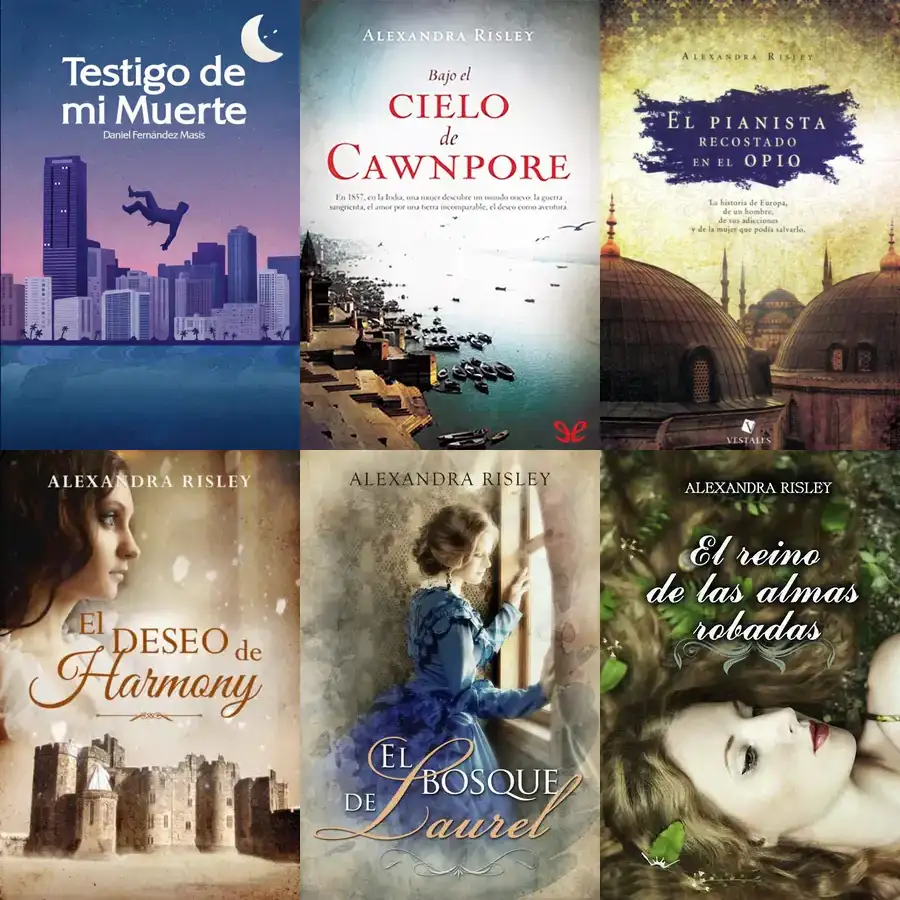 Testigo de
mi Muerte
Daniel Fernández Masís
ALEXANDRA RISLEY
Bajo el
CIELO
de
CAWNPORE
En 1857, en la India, una mujer descubre un mundo nuevo: la guerra
sangrienta, el amor por una tierra incomparable, el deseo como aventura.
ALEXANDRA RISLEY
EL PIANISTA
RECOSTADO
EN EL OPIO
La historia de Europa,
de un hombre,
de sus adicciones
y de la mujer que podía salvarlo.
VESTALES
ALEXANDRA RISLEY
El DESEO de
Harmony
ALEXANDRA RISLEY
EL BOSQUE
DE Laurel
ALEXANDRA RISLEY
El reino
de las almas
robadas